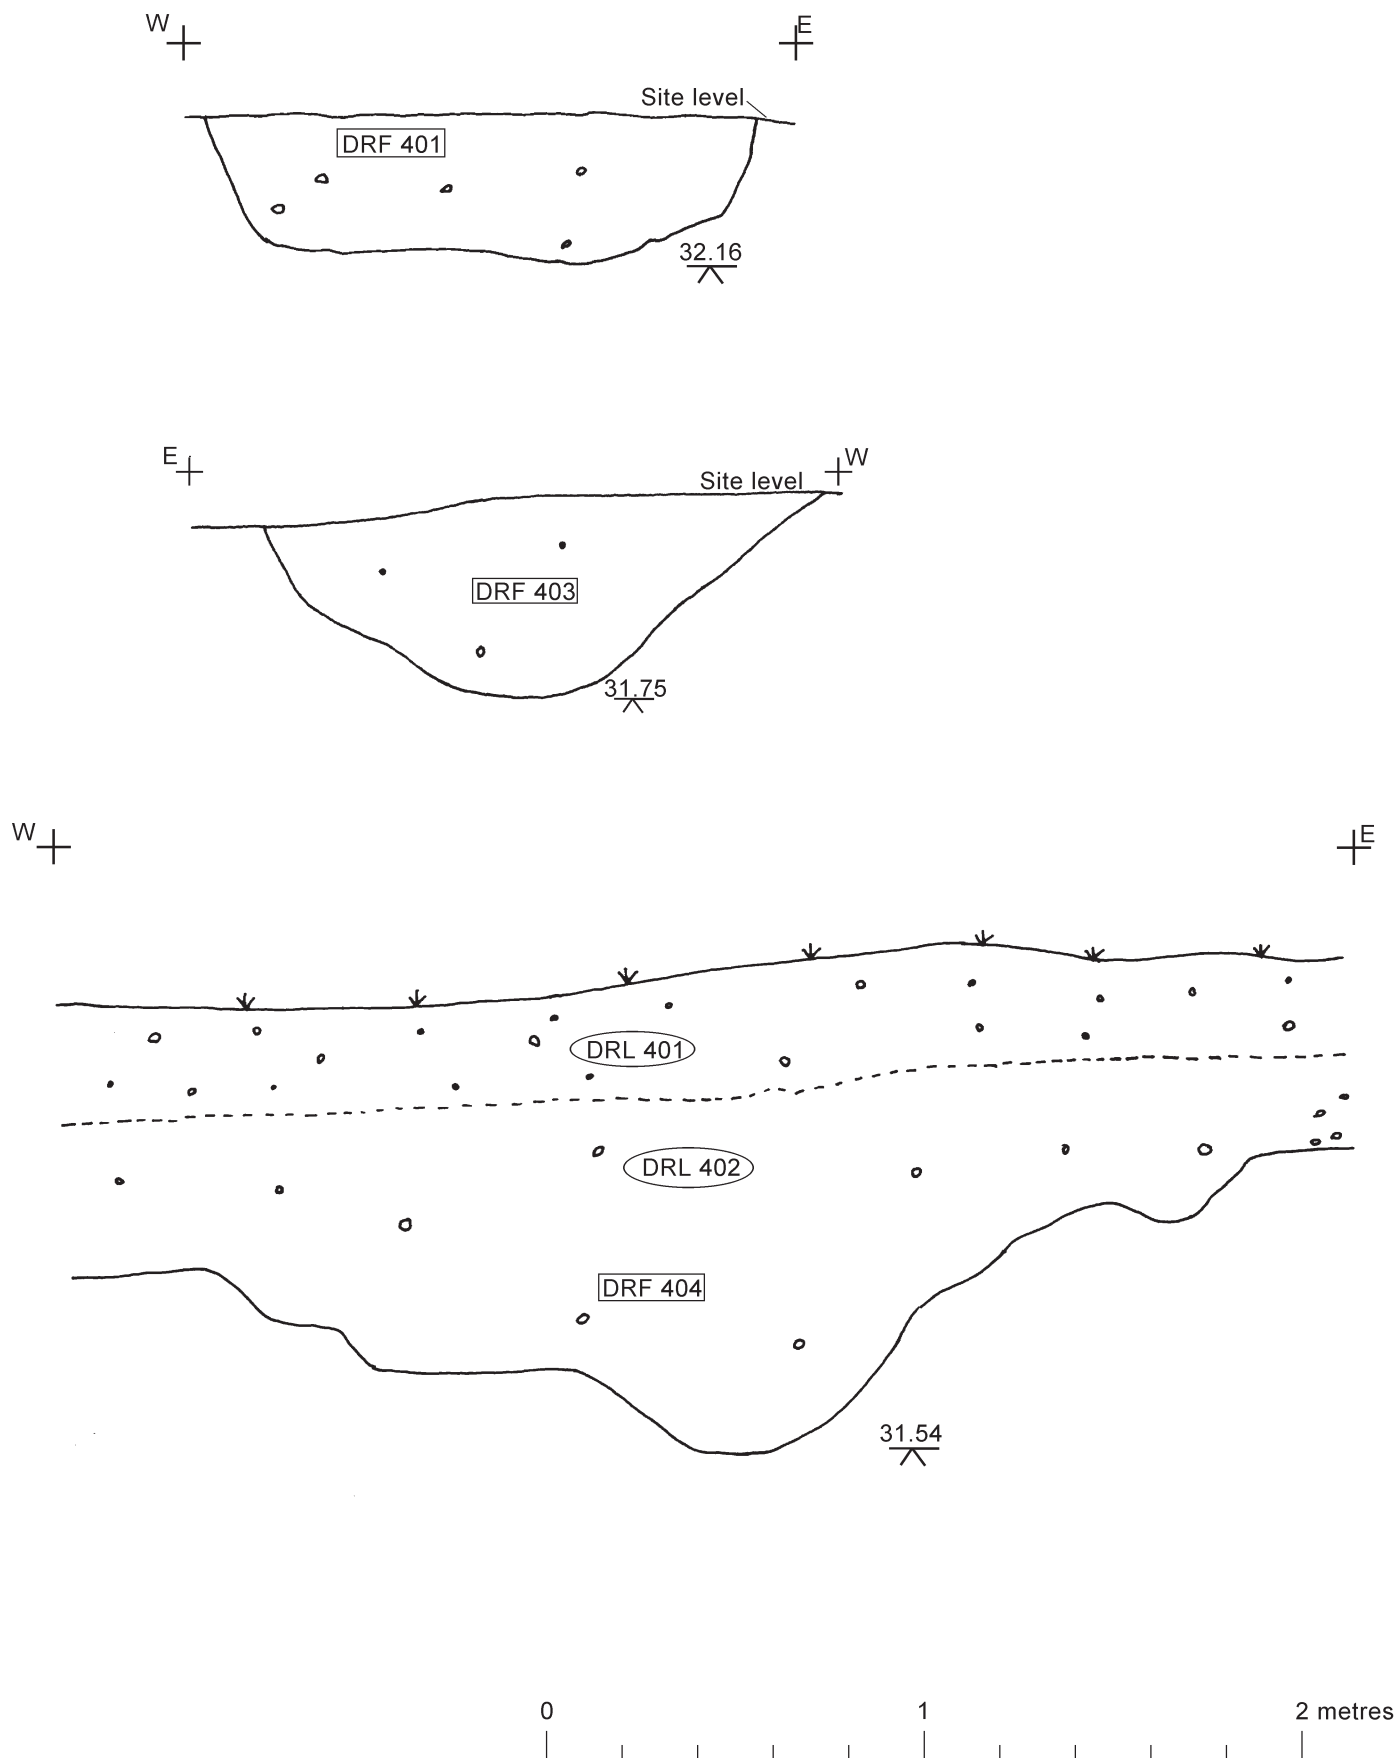 W
E
Site level
DRF 401
32.16
E
W
Site level
DRF 403
31.75
W
E
DRL 401
DRL 402
DRF 404
31.54
0 1 2 metres